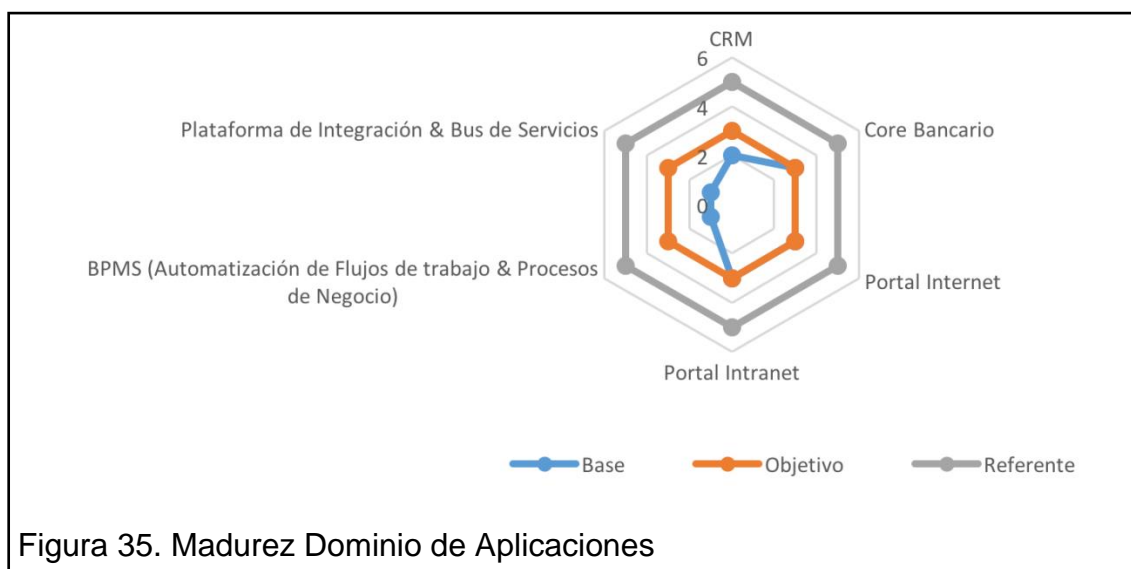 CRM
6
4
2
0
Plataforma de Integración & Bus de Servicios
Core Bancario
BPMS (Automatización de Flujos de trabajo & Procesos
de Negocio)
Portal Internet
Portal Intranet
Base
Objetivo
Referente
Figura 35. Madurez Dominio de Aplicaciones